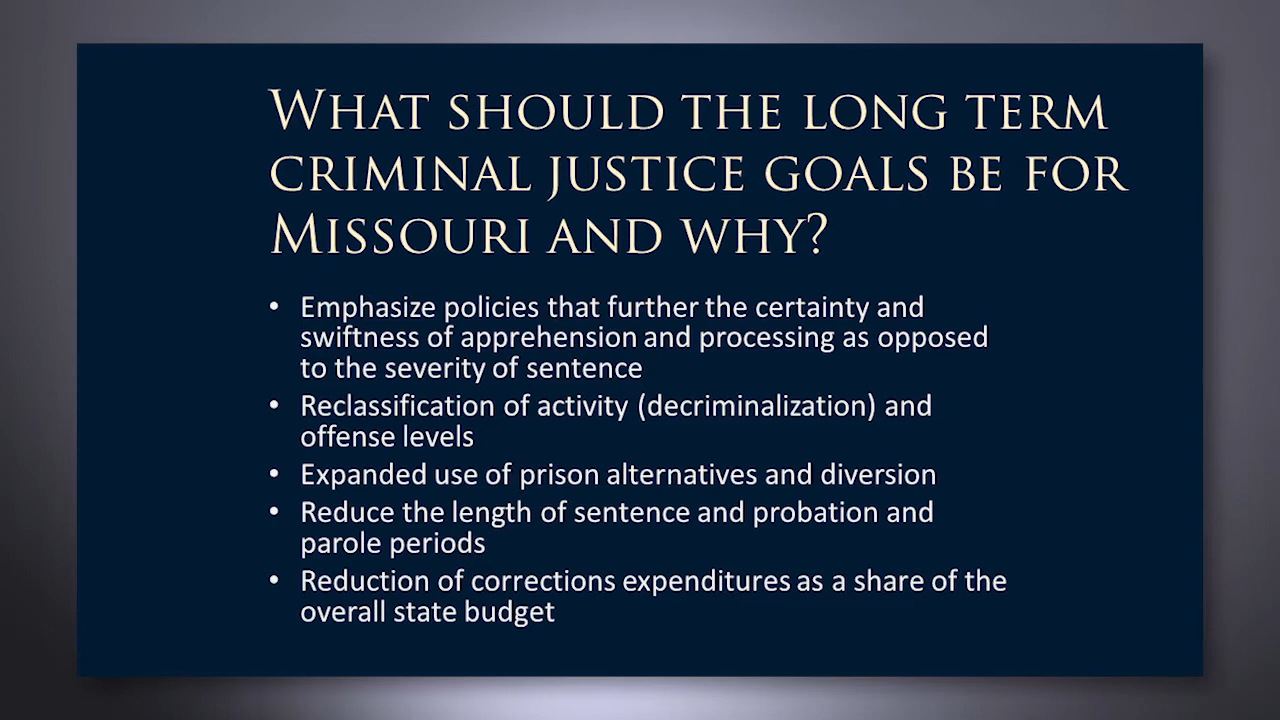 What should the long term
criminal justice goals be for
Missouri and why?
• Emphasize policies that further the certainty and
swiftness of apprehension and processing as opposed
to the severity of sentence
• Reclassification of activity (decriminalization) and
offense levels
• Expanded use of prison alternatives and diversion
• Reduce the length of sentence and probation and
parole periods
• Reduction of corrections expenditures as a share of the
overall state budget